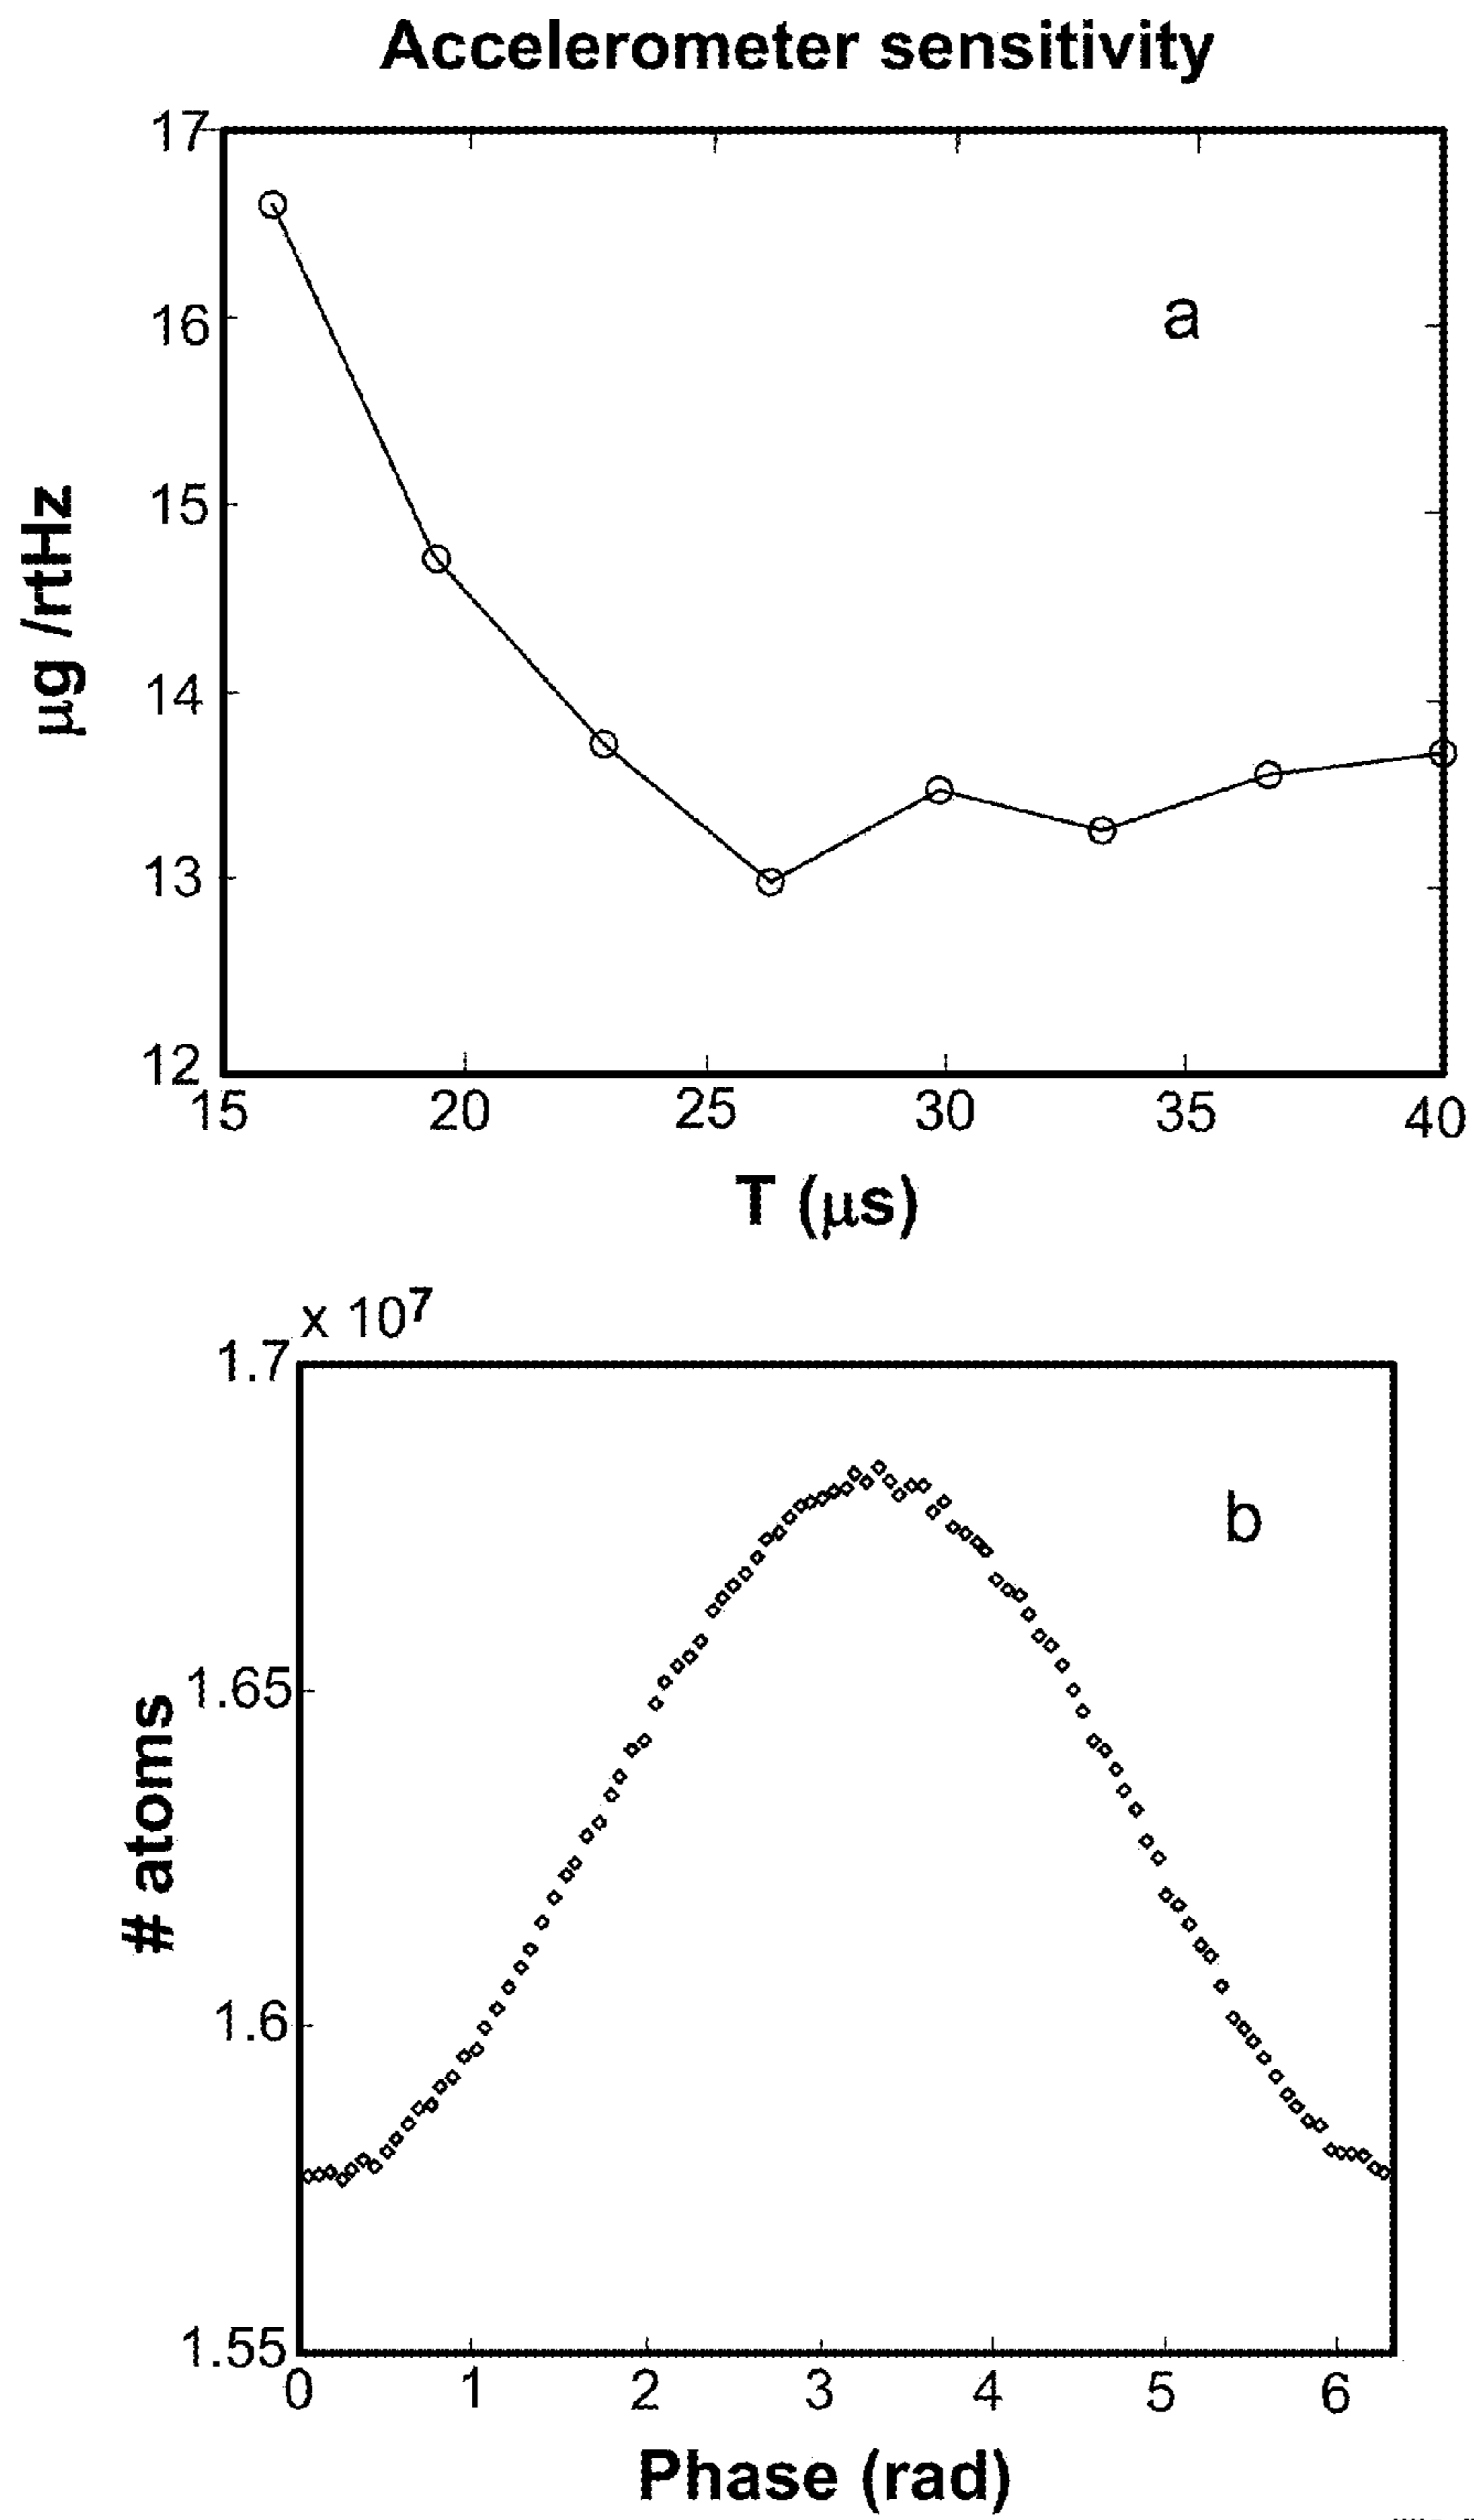 Accelerometer sensitivity
17
16
15
14
13
12
µg /rtHz
a
15 20 25 30 35 40
T (µs)
x 10⁷
1.7
1.65
1.6
1.55
# atoms
b
0 1 2 3 4 5 6
Phase (rad)